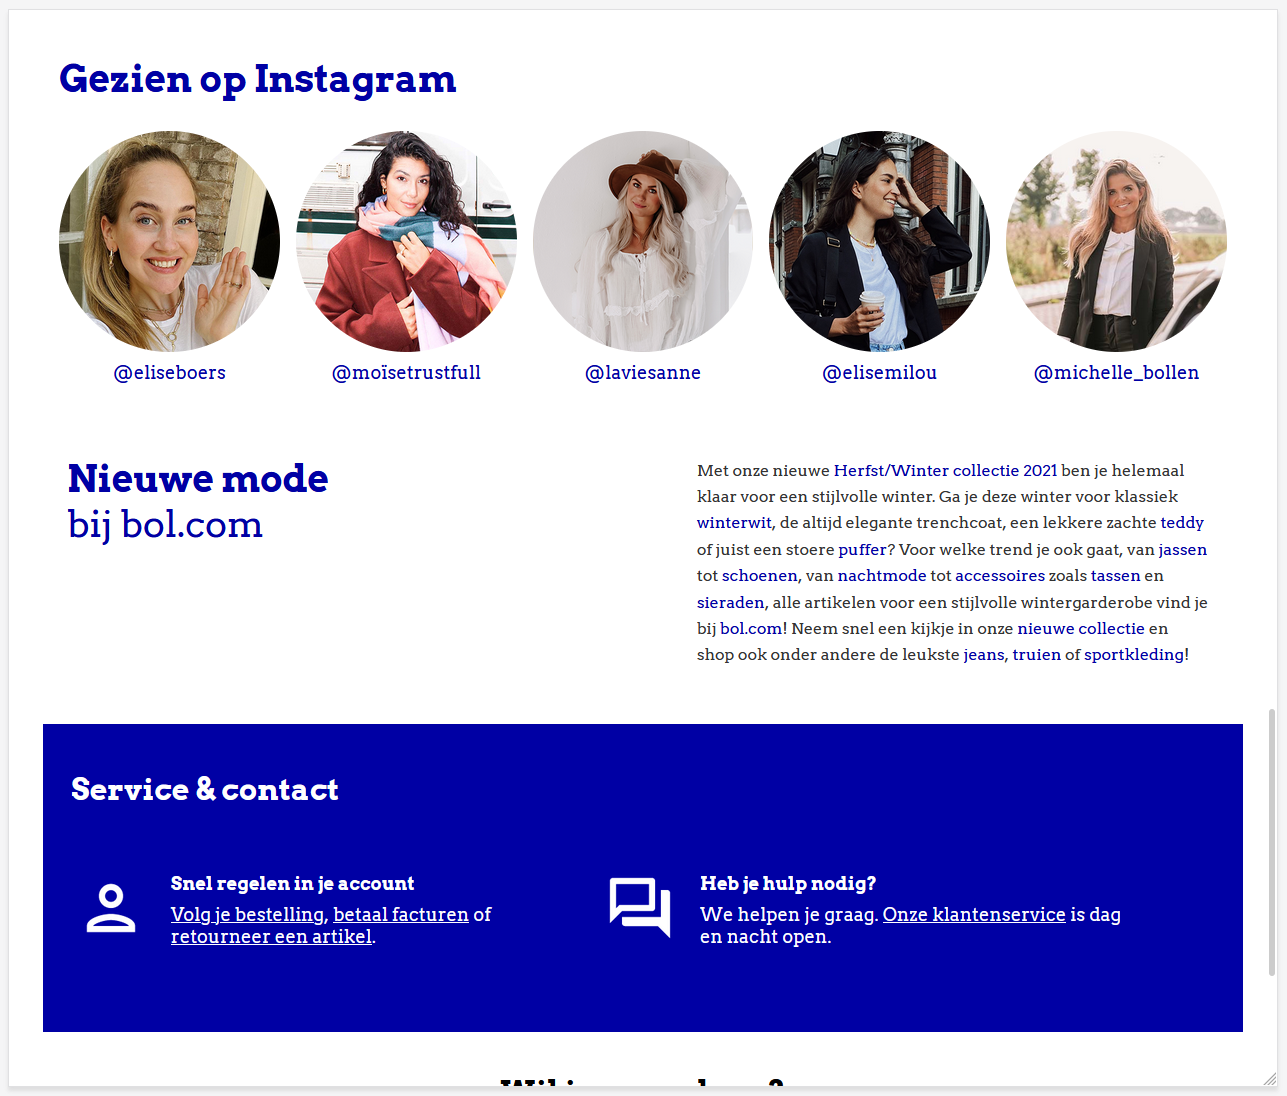 Gezien op Instagram
@eliseboers
@moïsetrustfull
@laviesanne
@elisemilou
@michelle_bollen
Nieuwe mode
bij bol.com
Met onze nieuwe Herfst/Winter collectie 2021 ben je helemaal
klaar voor een stijlvolle winter. Ga je deze winter voor klassiek
winterwit, de altijd elegante trenchcoat, een lekkere zachte teddy
of juist een stoere puffer? Voor welke trend je ook gaat, van jassen
tot schoenen, van nachtmode tot accessoires zoals tassen en
sieraden, alle artikelen voor een stijlvolle wintergarderobe vind je
bij bol.com! Neem snel een kijkje in onze nieuwe collectie en
shop ook onder andere de leukste jeans, truien of sportkleding!
Service & contact
Snel regelen in je account
Volg je bestelling, betaal facturen of
retourneer een artikel.
Heb je hulp nodig?
We helpen je graag. Onze klantenservice is dag
en nacht open.